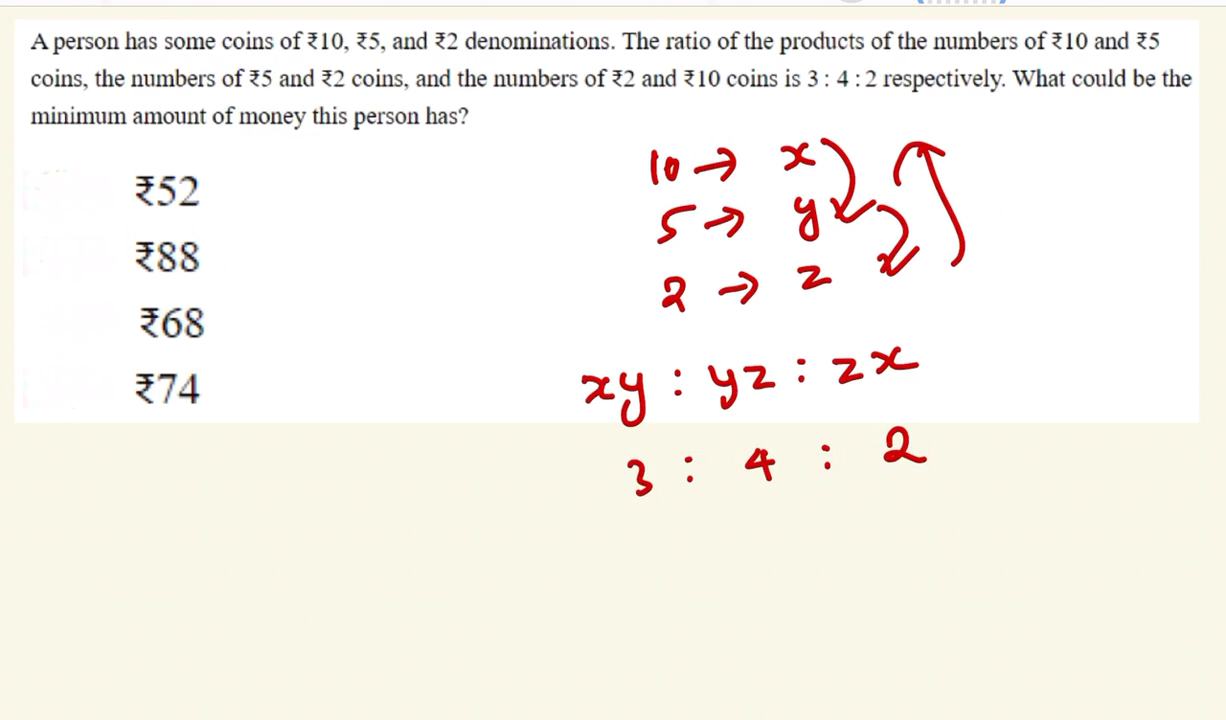 A person has some coins of ₹10, ₹5, and ₹2 denominations. The ratio of the products of the numbers of ₹10 and ₹5
coins, the numbers of ₹5 and ₹2 coins, and the numbers of ₹2 and ₹10 coins is 3 : 4 : 2 respectively. What could be the
minimum amount of money this person has?
₹52
₹88
₹68
₹74
10 → x
5 → y
2 → z
xy : yz : zx
3 : 4 : 2